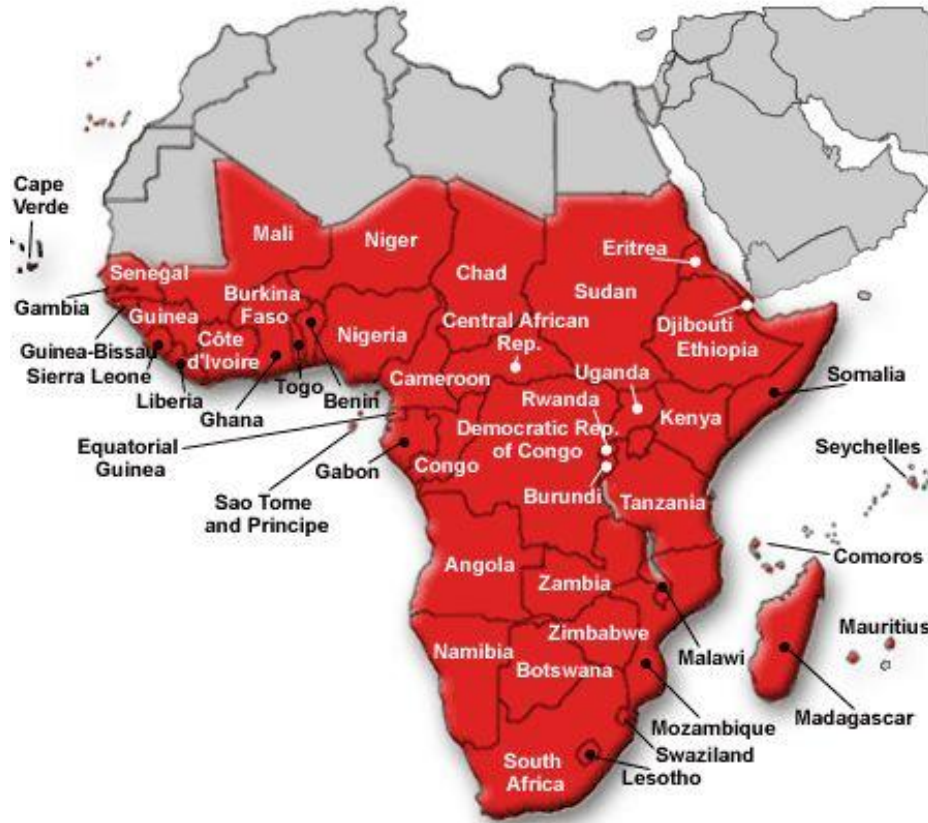 Cape
Verde
Mali
Niger
Eritrea
Senegal
Chad
Gambia
Burkina
Faso
Sudan
Guinea
Nigeria
Central African
Rep.
Djibouti
Ethiopia
Côte
d'Ivoire
Guinea-Bissau
Sierra Leone
Cameroon
Uganda
Somalia
Togo
Benin
Liberia
Rwanda
Ghana
Kenya
Democratic Rep.
of Congo
Equatorial
Guinea
Gabon
Congo
Seychelles
Burundi
Tanzania
Sao Tome
and Principe
Comoros
Angola
Zambia
Mauritius
Zimbabwe
Namibia
Malawi
Botswana
Madagascar
Mozambique
Swaziland
South
Africa
Lesotho